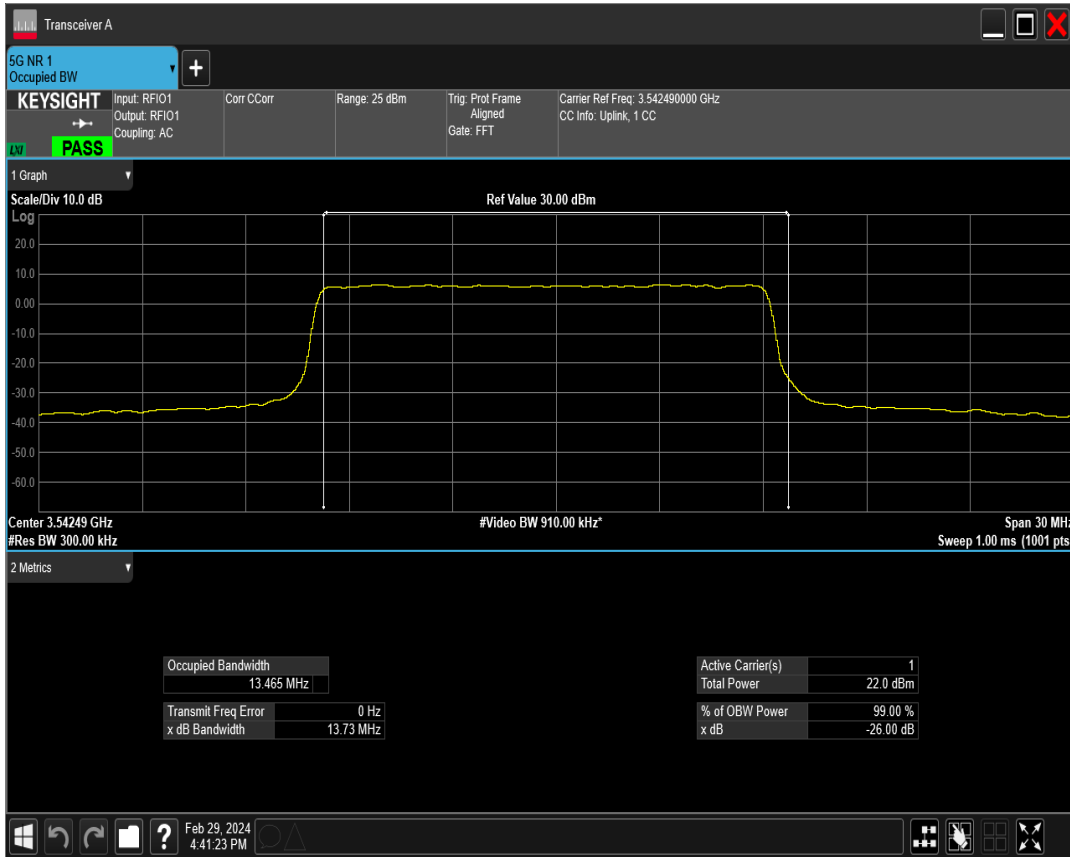 Transceiver A
5G NR 1
Occupied BW
KEYSIGHT
LXI
PASS
Input: RFIO1
Output: RFIO1
Coupling: AC
Corr CCorr
Range: 25 dBm
Trig: Prot Frame
Aligned
Gate: FFT
Carrier Ref Freq: 3.542490000 GHz
CC Info: Uplink, 1 CC
1 Graph
Scale/Div 10.0 dB
Ref Value 30.00 dBm
Log
20.0
10.0
0.00
-10.0
-20.0
-30.0
-40.0
-50.0
-60.0
Center 3.54249 GHz
#Video BW 910.00 kHz*
Span 30 MHz
#Res BW 300.00 kHz
Sweep 1.00 ms (1001 pts
2 Metrics
Occupied Bandwidth
13.465 MHz
Transmit Freq Error 0 Hz
x dB Bandwidth 13.73 MHz
Active Carrier(s) 1
Total Power 22.0 dBm
% of OBW Power 99.00 %
x dB -26.00 dB
?
Feb 29, 2024
4:41:23 PM